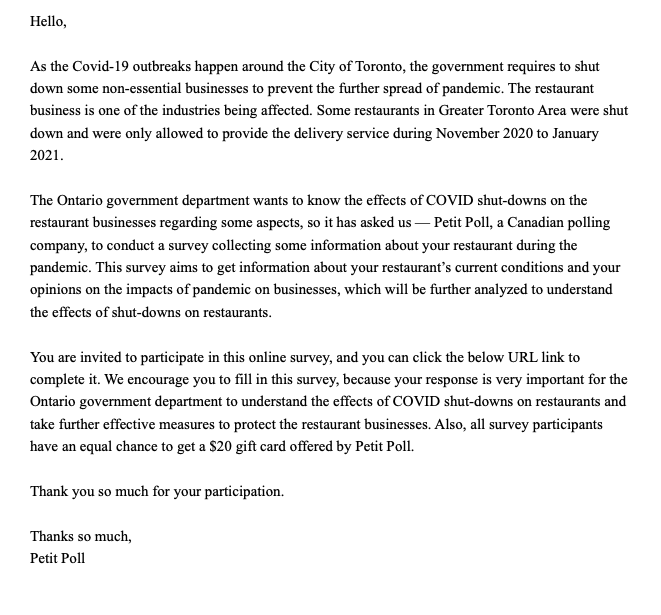 Hello,
As the Covid-19 outbreaks happen around the City of Toronto, the government requires to shut
down some non-essential businesses to prevent the further spread of pandemic. The restaurant
business is one of the industries being affected. Some restaurants in Greater Toronto Area were shut
down and were only allowed to provide the delivery service during November 2020 to January
2021.
The Ontario government department wants to know the effects of COVID shut-downs on the
restaurant businesses regarding some aspects, so it has asked us — Petit Poll, a Canadian polling
company, to conduct a survey collecting some information about your restaurant during the
pandemic. This survey aims to get information about your restaurant’s current conditions and your
opinions on the impacts of pandemic on businesses, which will be further analyzed to understand
the effects of shut-downs on restaurants.
You are invited to participate in this online survey, and you can click the below URL link to
complete it. We encourage you to fill in this survey, because your response is very important for the
Ontario government department to understand the effects of COVID shut-downs on restaurants and
take further effective measures to protect the restaurant businesses. Also, all survey participants
have an equal chance to get a $20 gift card offered by Petit Poll.
Thank you so much for your participation.
Thanks so much,
Petit Poll